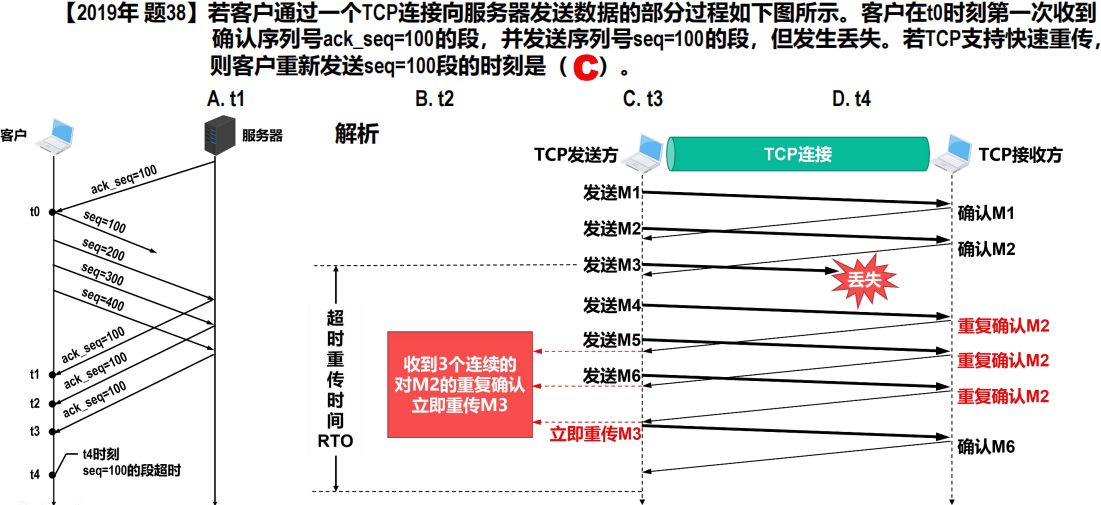 【2019年 题38】若客户通过一个TCP连接向服务器发送数据的部分过程如下图所示。客户在t0时刻第一次收到
确认序列号ack_seq=100的段，并发送序列号seq=100的段，但发生丢失。若TCP支持快速重传，
则客户重新发送seq=100段的时刻是（ C ）。
A. t1
B. t2
C. t3
D. t4
客户
服务器
ack_seq=100
t0
seq=100
seq=200
seq=300
seq=400
ack_seq=100
t1
ack_seq=100
t2
ack_seq=100
t3
t4
t4时刻
seq=100的段超时
解析
TCP发送方
TCP连接
TCP接收方
发送M1
确认M1
发送M2
确认M2
发送M3
丢失
发送M4
重复确认M2
发送M5
重复确认M2
发送M6
重复确认M2
超
时
重
传
时
间
RTO
收到3个连续的
对M2的重复确认
立即重传M3
立即重传M3
确认M6